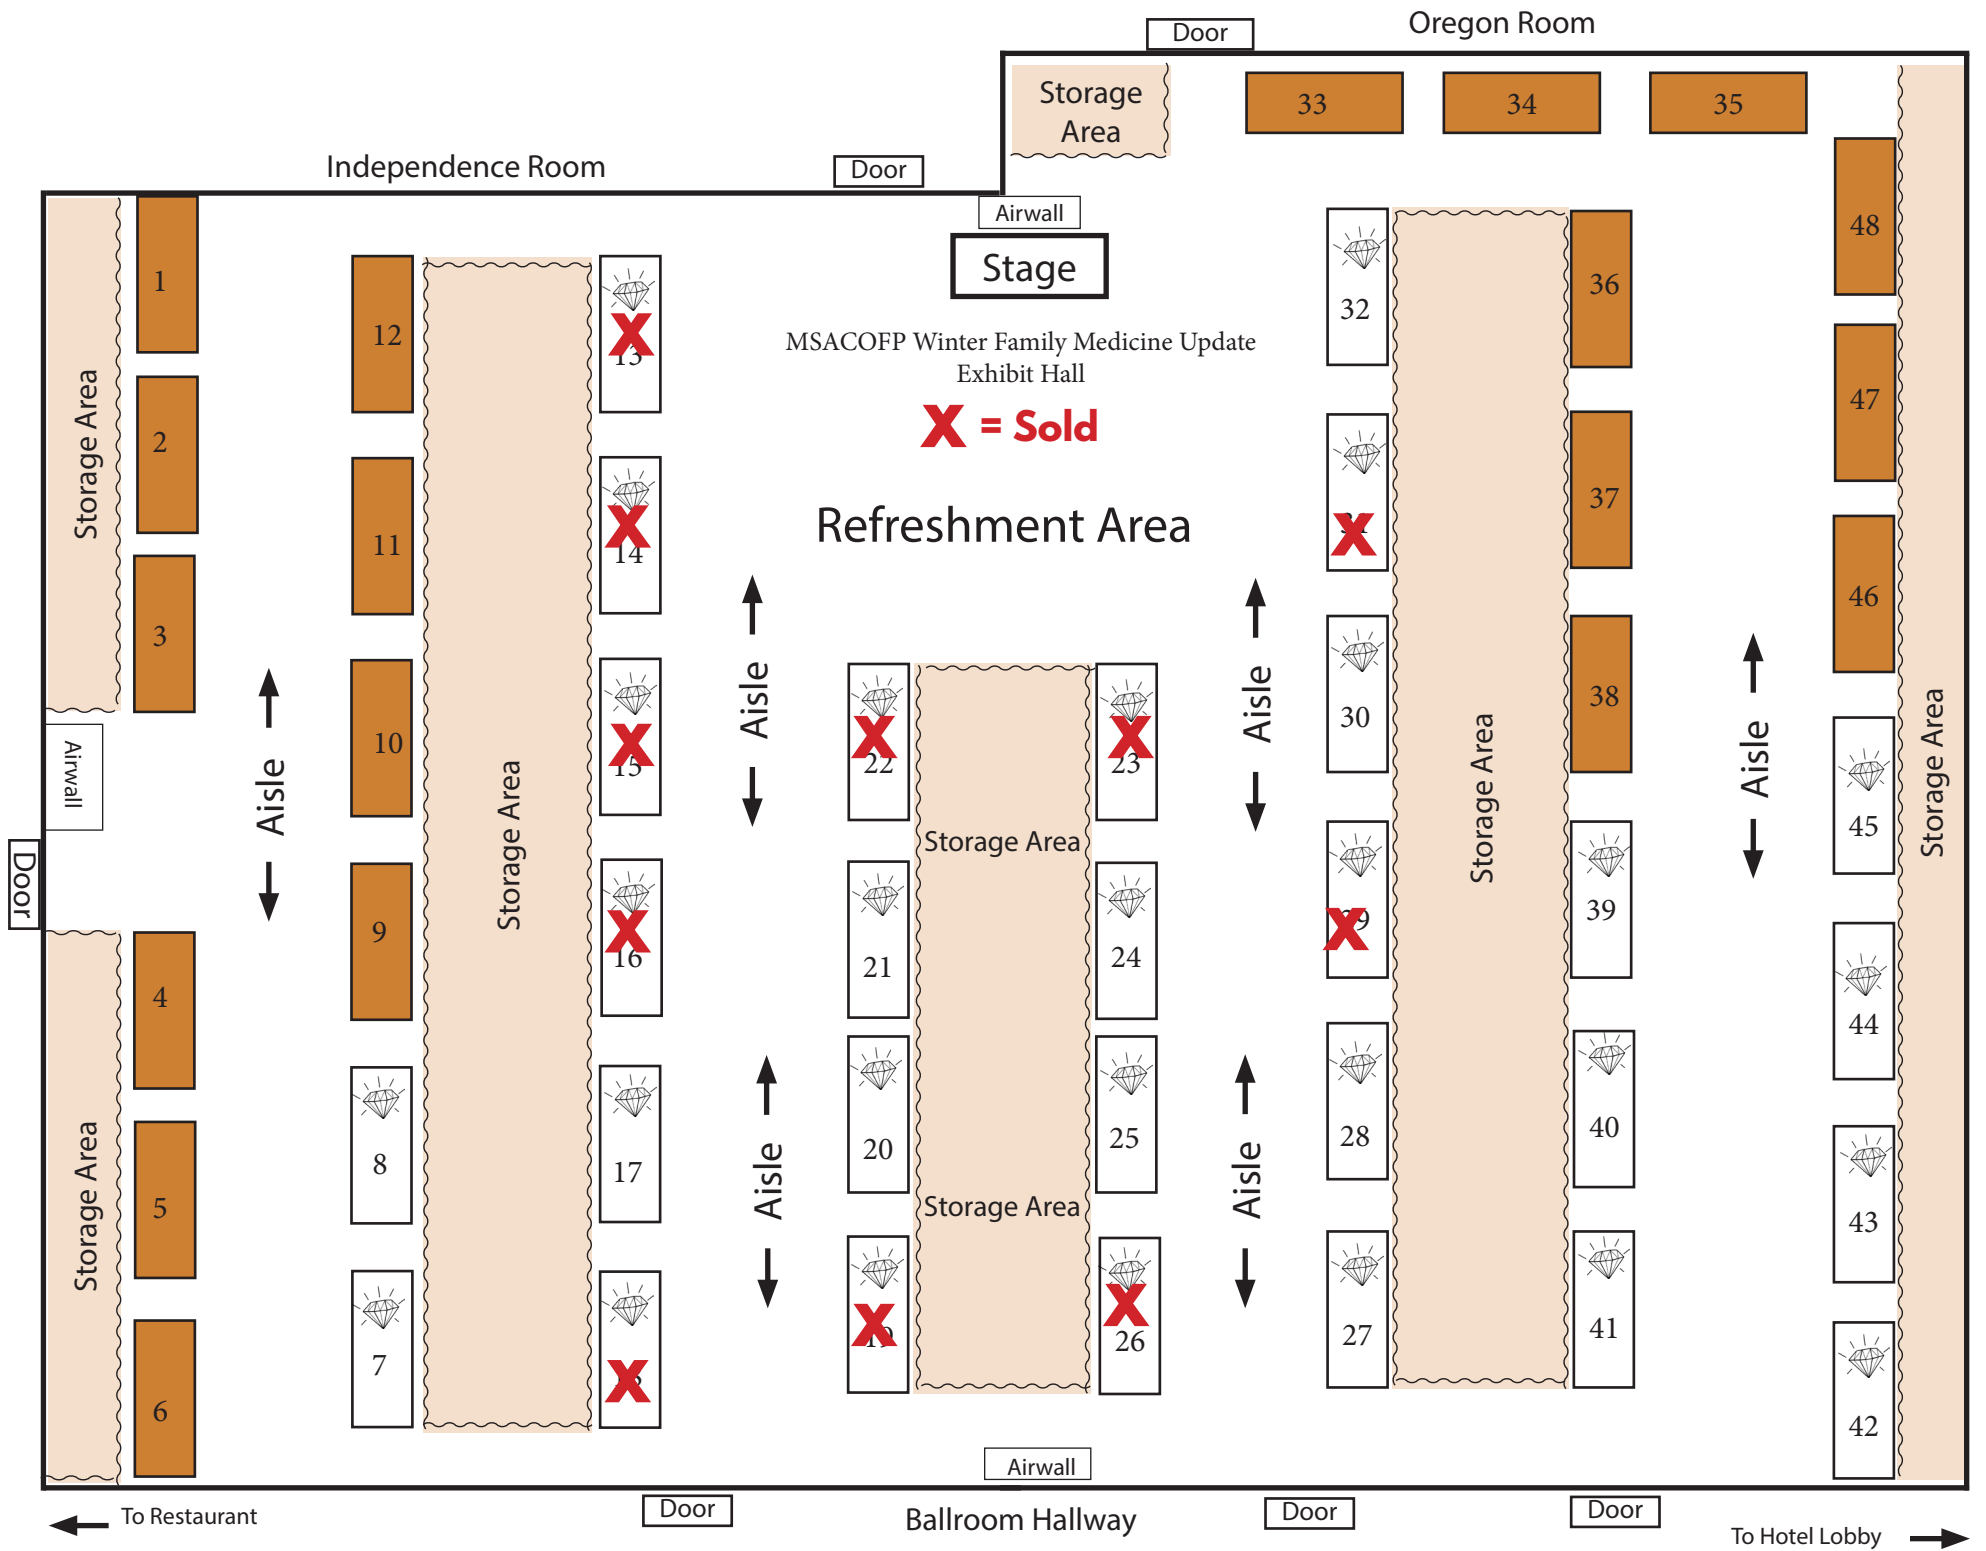 Oregon Room
Door
Storage
Area
33
34
35
Independence Room
Door
Airwall
Stage
MSACOFP Winter Family Medicine Update
Exhibit Hall
X = Sold
Refreshment Area
Storage Area
1
2
3
Airwall
Door
Storage Area
4
5
6
Aisle
12
11
10
9
8
7
Storage Area
X
13
X
14
X
15
X
16
17
X
Aisle
Aisle
X
22
21
20
X
19
Storage Area
Storage Area
X
23
24
25
X
26
Aisle
Aisle
32
X
31
30
X
29
28
27
Storage Area
36
37
38
39
40
41
Aisle
48
47
46
45
44
43
42
Storage Area
Airwall
To Restaurant
Door
Ballroom Hallway
Door
Door
To Hotel Lobby